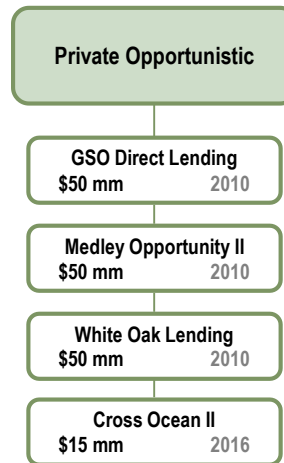 Private Opportunistic
GSO Direct Lending
$50 mm 2010
Medley Opportunity II
$50 mm 2010
White Oak Lending
$50 mm 2010
Cross Ocean II
$15 mm 2016